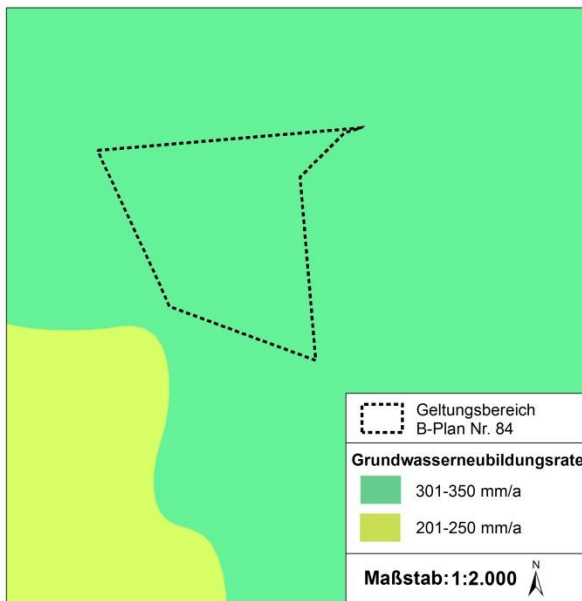 Geltungsbereich
B-Plan Nr. 84
Grundwasserneubildungsrate
301-350 mm/a
201-250 mm/a
Maßstab: 1:2.000 N